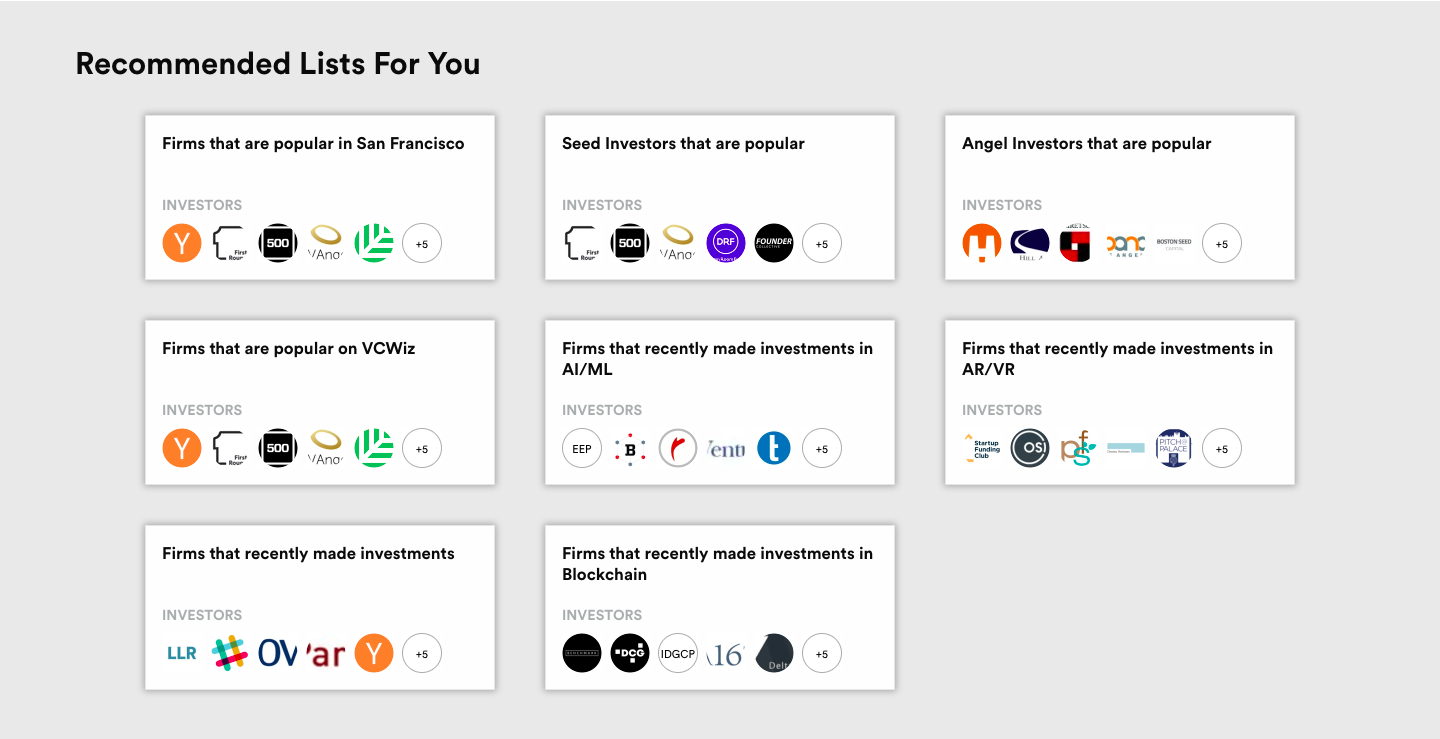 Recommended Lists For You
Firms that are popular in San Francisco
INVESTORS
Y
First
Roun
500
+5
Seed Investors that are popular
INVESTORS
First
Roun
500
DRF
FOUNDER
COLLECTIVE
+5
Angel Investors that are popular
INVESTORS
HILL
ANGEL
BOSTON SEED
CAPITAL
+5
Firms that are popular on VCWiz
INVESTORS
Y
First
Roun
500
+5
Firms that recently made investments in
AI/ML
INVESTORS
EEP
B
entu
t
+5
Firms that recently made investments in
AR/VR
INVESTORS
Startup
Funding
Club
OSI
pfg
PITCH@
PALACE
+5
Firms that recently made investments
INVESTORS
LLR
OV
ar
Y
+5
Firms that recently made investments in
Blockchain
INVESTORS
BENCHMARK
DCG
IDGCP
16
Delt
+5